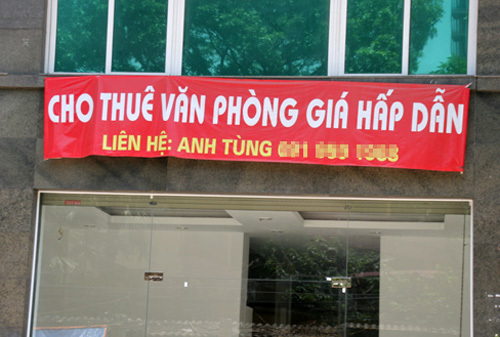 CHO THUÊ VĂN PHÒNG GIÁ HẤP DẪN
LIÊN HỆ: ANH TÙNG